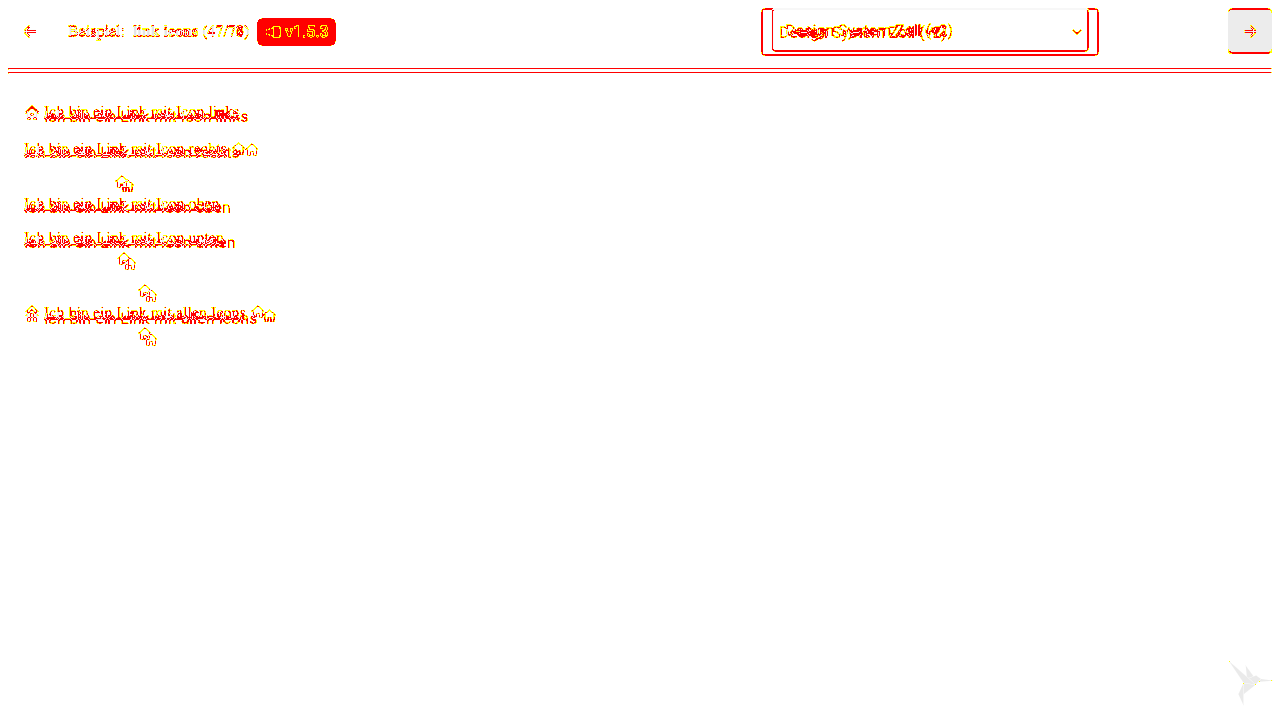 Beispiel: link icons (47/78) v1.5.3
Design System Zoll (v2)
Ich bin ein Link mit Icon links
Ich bin ein Link mit Icon rechts
Ich bin ein Link mit Icon oben
Ich bin ein Link mit Icon unten
Ich bin ein Link mit allen Icons